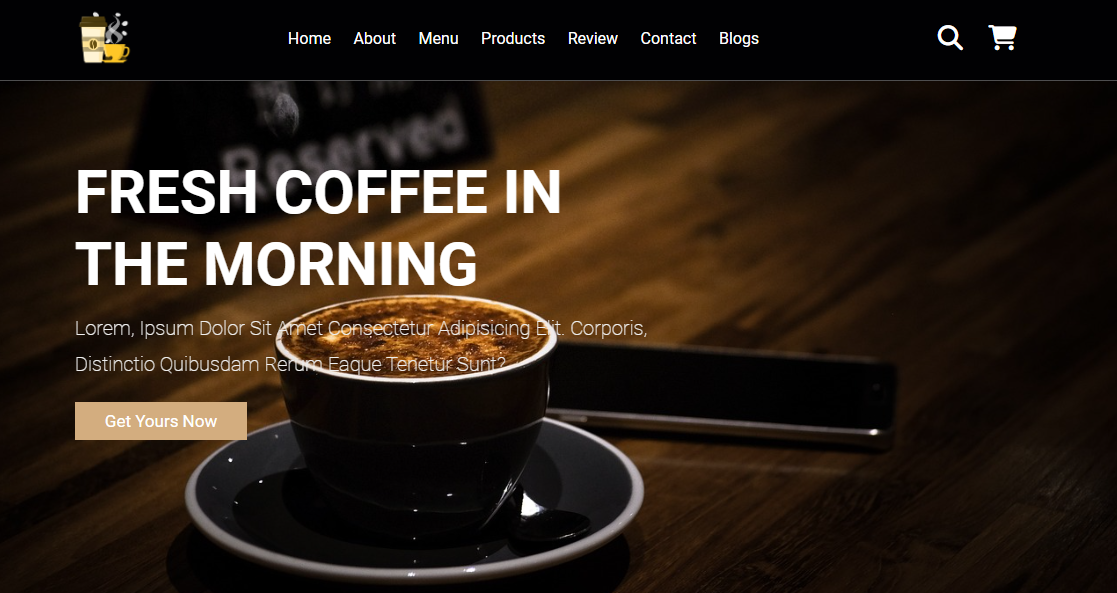 Home About Menu Products Review Contact Blogs
Reserved
FRESH COFFEE IN
THE MORNING
Lorem, Ipsum Dolor Sit Amet Consectetur Adipisicing Elit. Corporis,
Distinctio Quibusdam Rerum Eaque Tenetur Sunt?
Get Yours Now